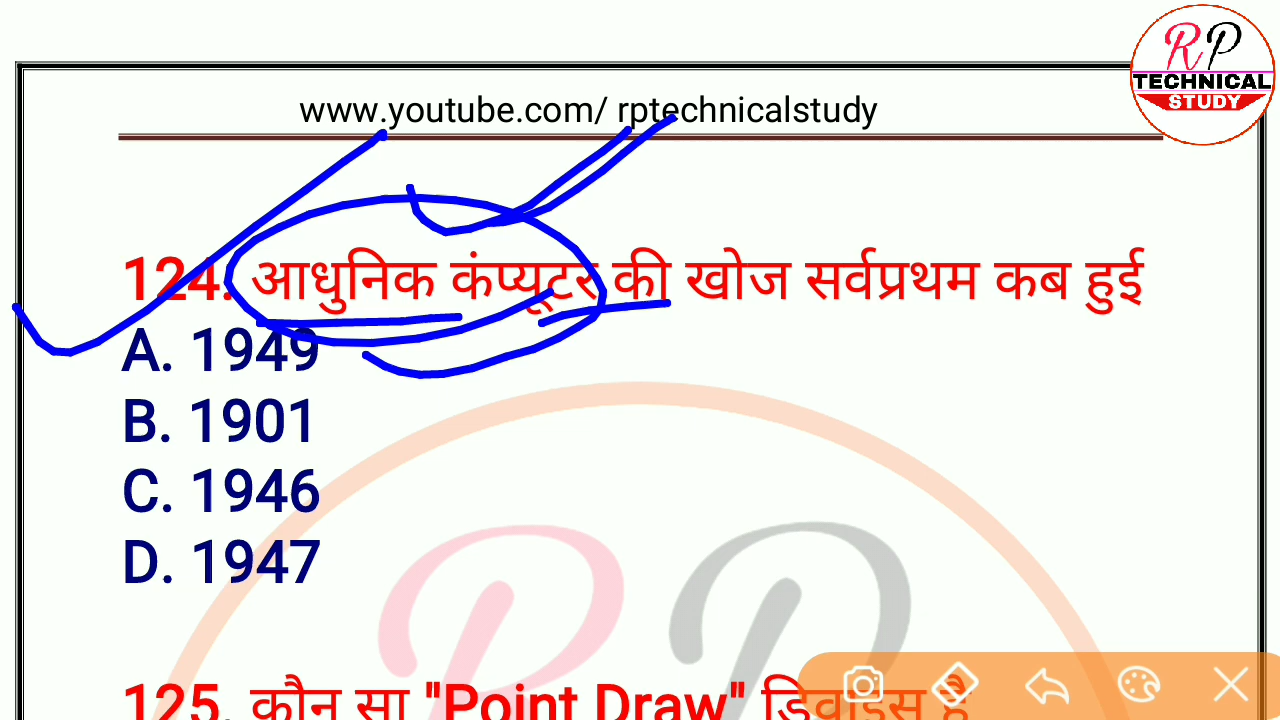 RP
TECHNICAL
STUDY
www.youtube.com/ rptechnicalstudy
124. आधुनिक कंप्यूटर की खोज सर्वप्रथम कब हुई
A. 1949
B. 1901
C. 1946
D. 1947
RP
125. कौन सा "Point Draw" डिवाइस है